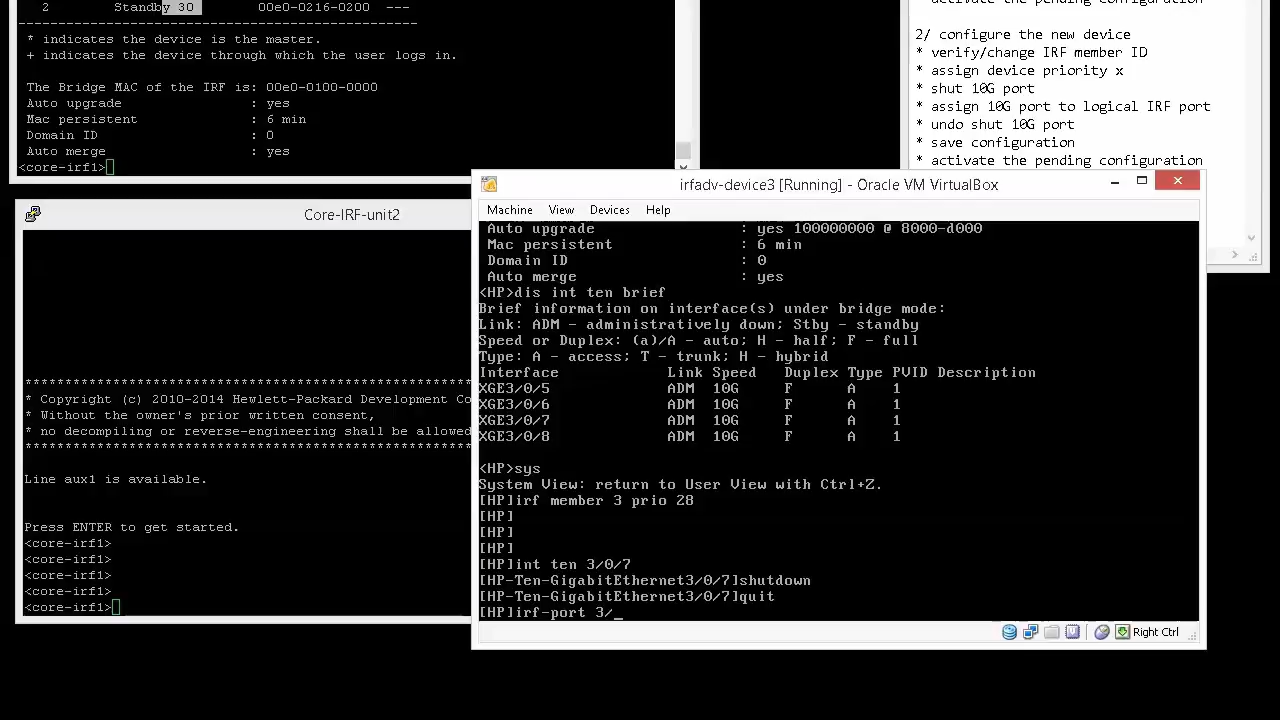 2       Standby 30       00e0-0216-0200  ---
--------------------------------------------------
* indicates the device is the master.
+ indicates the device through which the user logs in.
The Bridge MAC of the IRF is: 00e0-0100-0000
Auto upgrade                : yes
Mac persistent              : 6 min
Domain ID                   : 0
Auto merge                  : yes
<core-irf1>
activate the pending configuration
2/ configure the new device
* verify/change IRF member ID
* assign device priority x
* shut 10G port
* assign 10G port to logical IRF port
* undo shut 10G port
* save configuration
* activate the pending configuration
Core-IRF-unit2
* Copyright (c) 2010-2014 Hewlett-Packard Development Co
* Without the owner's prior written consent,
* no decompiling or reverse-engineering shall be allowed
Line aux1 is available.
Press ENTER to get started.
<core-irf1>
<core-irf1>
<core-irf1>
<core-irf1>
<core-irf1>
irfadv-device3 [Running] - Oracle VM VirtualBox
Machine View Devices Help
Auto upgrade                : yes 100000000 @ 8000-d000
Mac persistent              : 6 min
Domain ID                   : 0
Auto merge                  : yes
<HP>dis int ten brief
Brief information on interface(s) under bridge mode:
Link: ADM - administratively down; Stby - standby
Speed or Duplex: (a)/A - auto; H - half; F - full
Type: A - access; T - trunk; H - hybrid
Interface            Link Speed   Duplex Type PVID Description
XGE3/0/5             ADM  10G     F      A    1
XGE3/0/6             ADM  10G     F      A    1
XGE3/0/7             ADM  10G     F      A    1
XGE3/0/8             ADM  10G     F      A    1
<HP>sys
System View: return to User View with Ctrl+Z.
[HP]irf member 3 prio 28
[HP]
[HP]
[HP]
[HP]int ten 3/0/7
[HP-Ten-GigabitEthernet3/0/7]shutdown
[HP-Ten-GigabitEthernet3/0/7]quit
[HP]irf-port 3/_
Right Ctrl